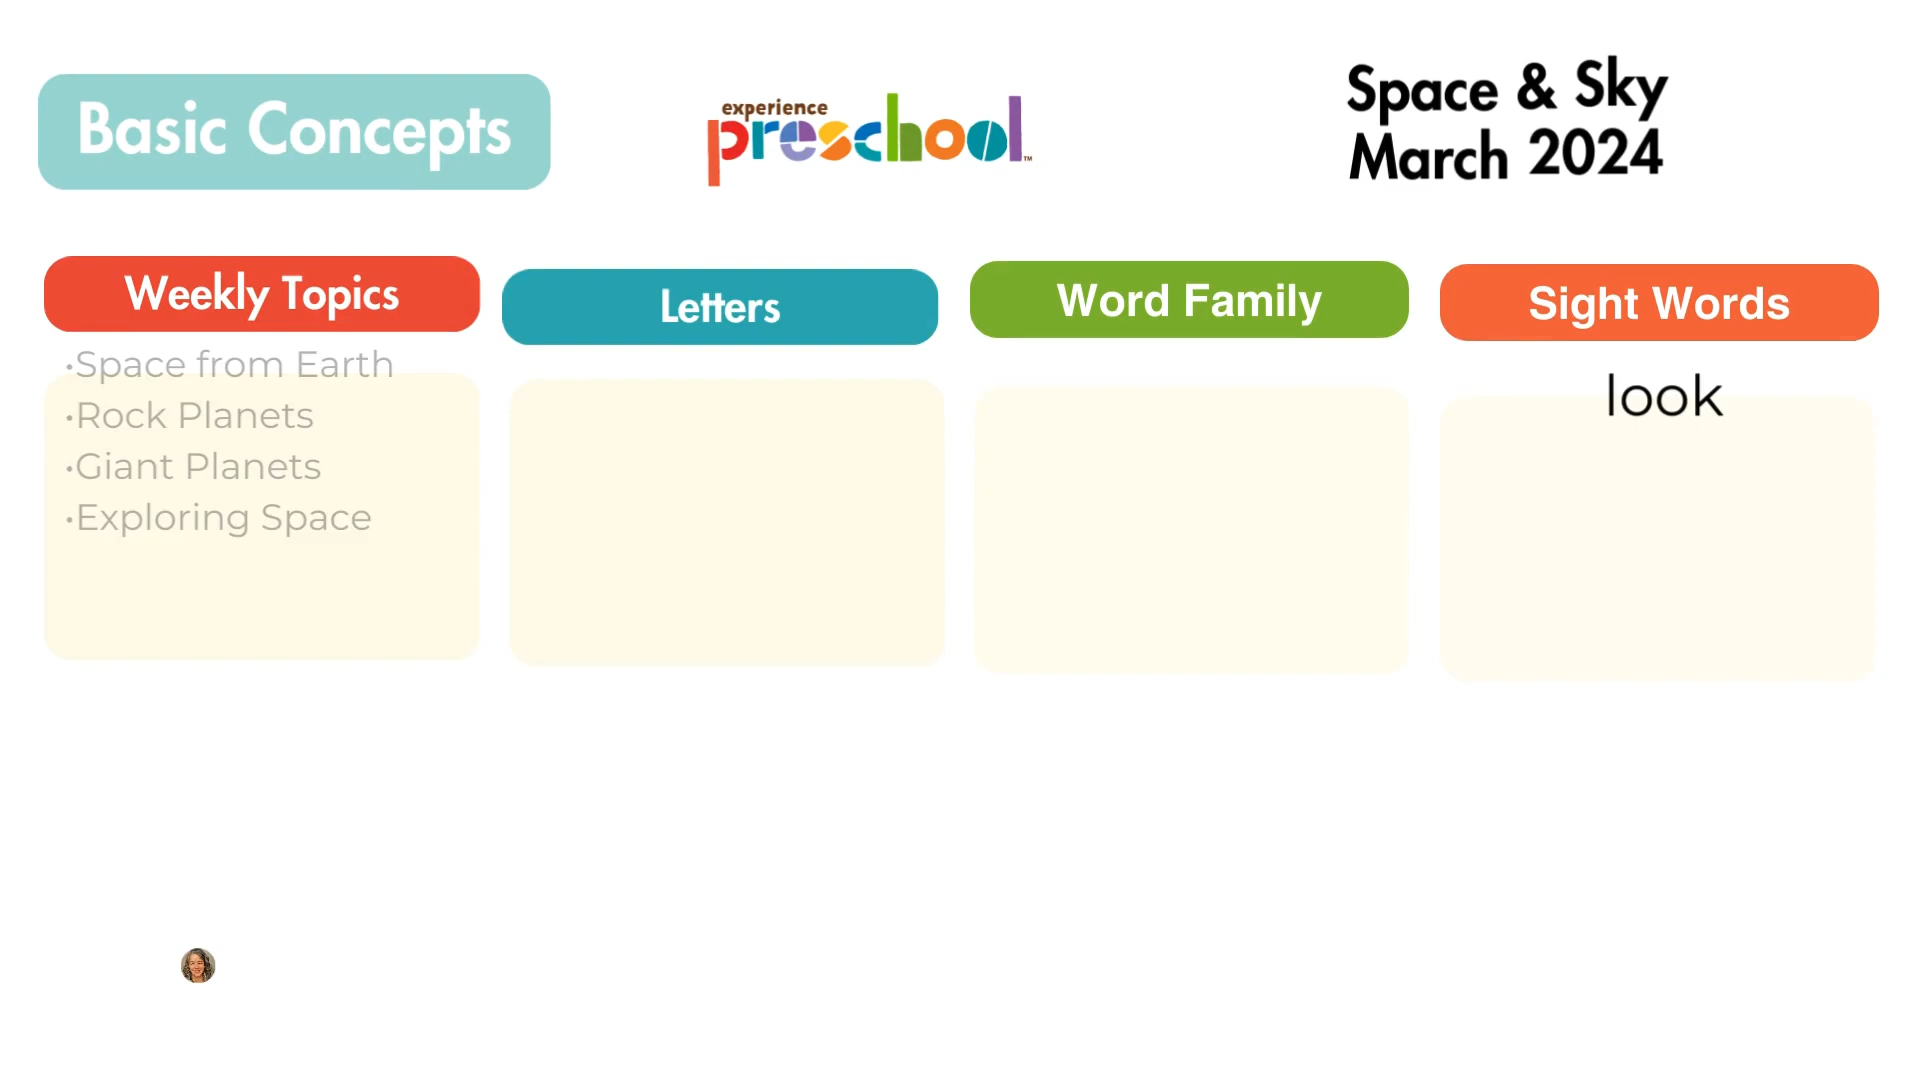 Basic Concepts
experience
preschool™
Space & Sky
March 2024
Weekly Topics
Letters
Word Family
Sight Words
•Space from Earth
•Rock Planets
•Giant Planets
•Exploring Space
look